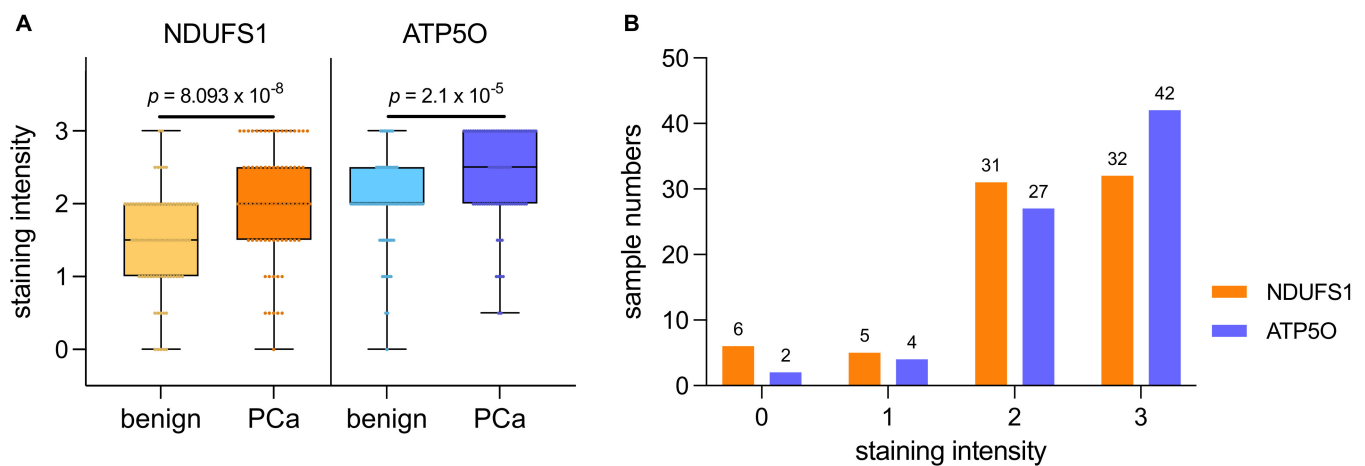 A
NDUFS1
ATP5O
p = 8.093 x 10-8
p = 2.1 x 10-5
staining intensity
3
2
1
0
benign
PCa
benign
PCa
B
sample numbers
50
40
30
20
10
0
6
2
5
4
31
27
32
42
0
1
2
3
staining intensity
NDUFS1
ATP5O